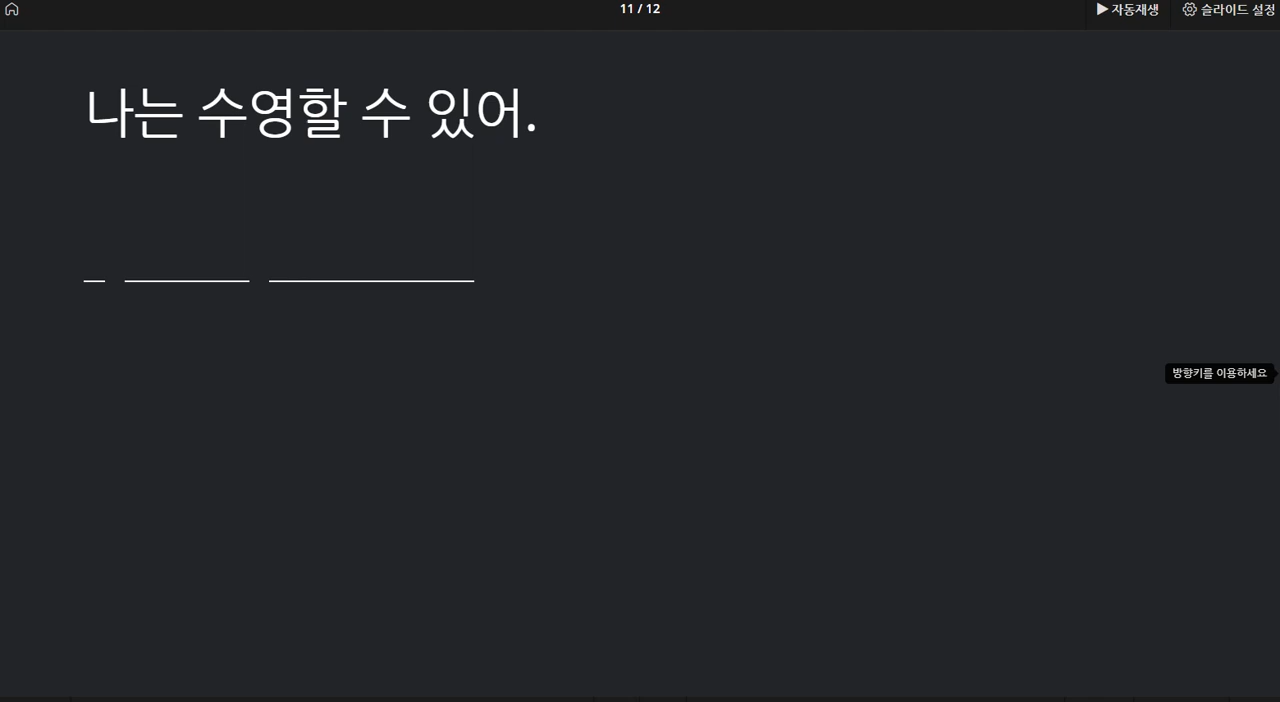 11 / 12
▶ 자동재생
슬라이드 설정
나는 수영할 수 있어.
방향키를 이용하세요